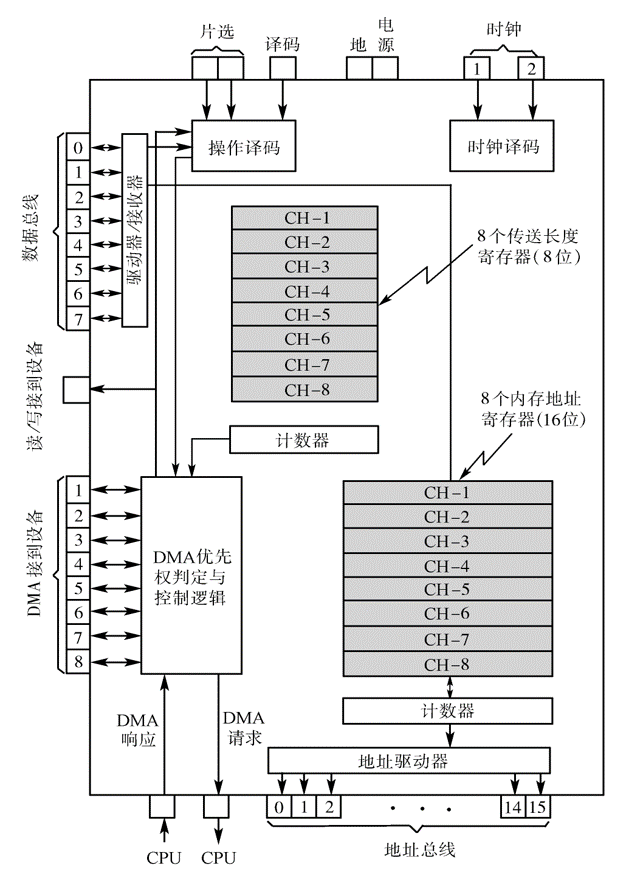 片选
译码
地
电源
时钟
1
2
操作译码
时钟译码
数据总线
0
1
2
3
4
5
6
7
驱动器/接收器
CH-1
CH-2
CH-3
CH-4
CH-5
CH-6
CH-7
CH-8
8个传送长度
寄存器(8位)
读/写接到设备
计数器
8个内存地址
寄存器(16位)
DMA接到设备
1
2
3
4
5
6
7
8
DMA优先
权判定与
控制逻辑
CH-1
CH-2
CH-3
CH-4
CH-5
CH-6
CH-7
CH-8
计数器
DMA
响应
DMA
请求
地址驱动器
0
1
2
· · ·
14
15
CPU
CPU
地址总线